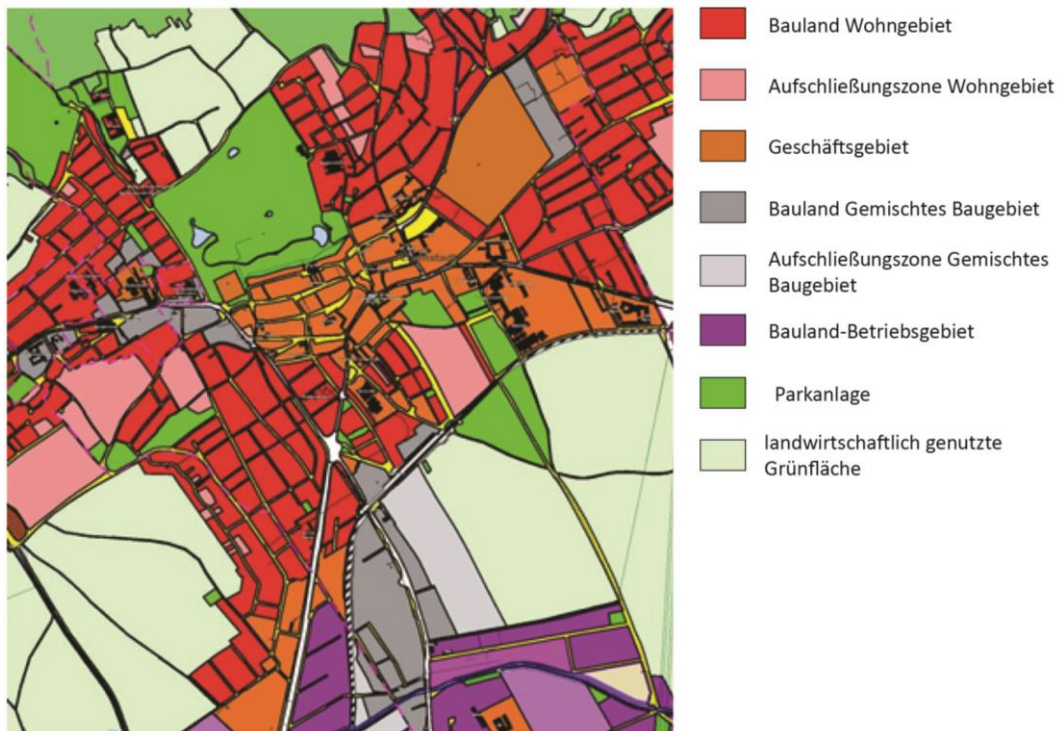 Bauland Wohngebiet
Aufschließungszone Wohngebiet
Geschäftsgebiet
Bauland Gemischtes Baugebiet
Aufschließungszone Gemischtes
Baugebiet
Bauland-Betriebsgebiet
Parkanlage
landwirtschaftlich genutzte
Grünfläche